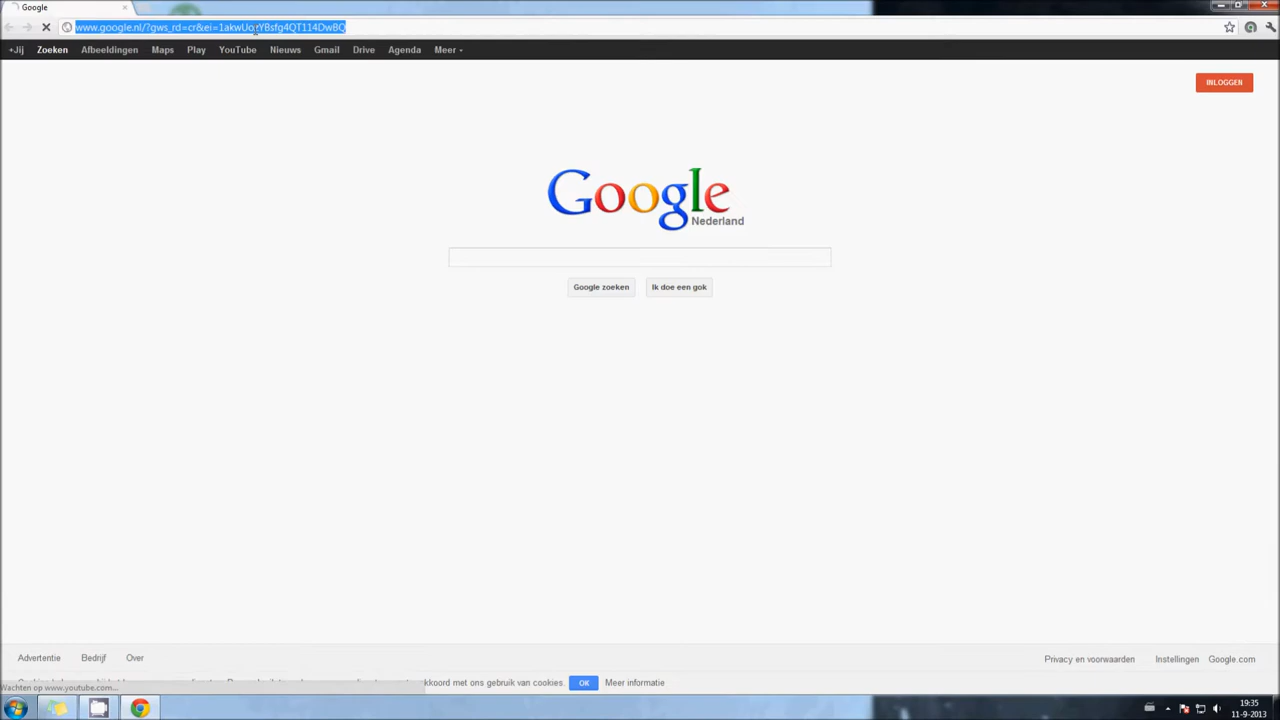 Google
www.google.nl/?gws_rd=cr&ei=1akwUozYBsfg4QT114DwBQ
+Jij Zoeken Afbeeldingen Maps Play YouTube Nieuws Gmail Drive Agenda Meer
INLOGGEN
Google
Nederland
Google zoeken Ik doe een gok
Advertentie Bedrijf Over Privacy en voorwaarden Instellingen Google.com
kkoord met ons gebruik van cookies. OK Meer informatie
Wachten op www.youtube.com...
19:35
11-9-2013